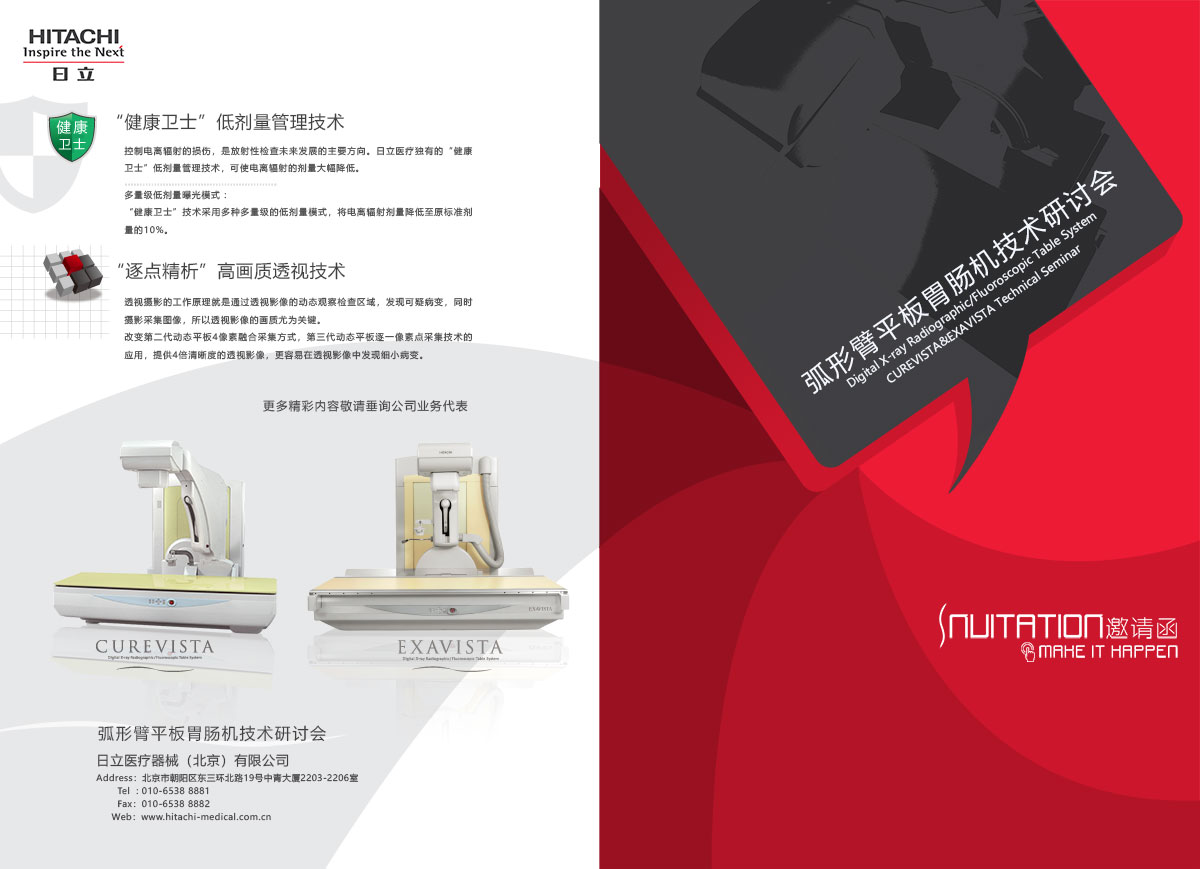 HITACHI
Inspire the Next
日立
健康
卫士
“健康卫士”低剂量管理技术
控制电离辐射的损伤，是放射性检查未来发展的主要方向。日立医疗独有的“健康
卫士”低剂量管理技术，可使电离辐射的剂量大幅降低。
多量级低剂量曝光模式：
“健康卫士”技术采用多种多量级的低剂量模式，将电离辐射剂量降低至原标准剂
量的10%。
“逐点精析”高画质透视技术
透视摄影的工作原理就是通过透视影像的动态观察检查区域，发现可疑病变，同时
摄影采集图像，所以透视影像的画质尤为关键。
改变第二代动态平板4像素融合采集方式，第三代动态平板逐一像素点采集技术的
应用，提供4倍清晰度的透视影像，更容易在透视影像中发现细小病变。
更多精彩内容敬请垂询公司业务代表
HITACHI
EXAVISTA
CUREVISTA
Digital X-ray Radiographic/Fluoroscopic Table System
EXAVISTA
Digital X-ray Radiographic/Fluoroscopic Table System
弧形臂平板胃肠机技术研讨会
日立医疗器械（北京）有限公司
Address：北京市朝阳区东三环北路19号中青大厦2203-2206室
Tel ：010-6538 8881
Fax：010-6538 8882
Web：www.hitachi-medical.com.cn
弧形臂平板胃肠机技术研讨会
Digital X-ray Radiographic/Fluoroscopic Table System
CUREVISTA&EXAVISTA Technical Seminar
INUITATION邀请函
MAKE IT HAPPEN